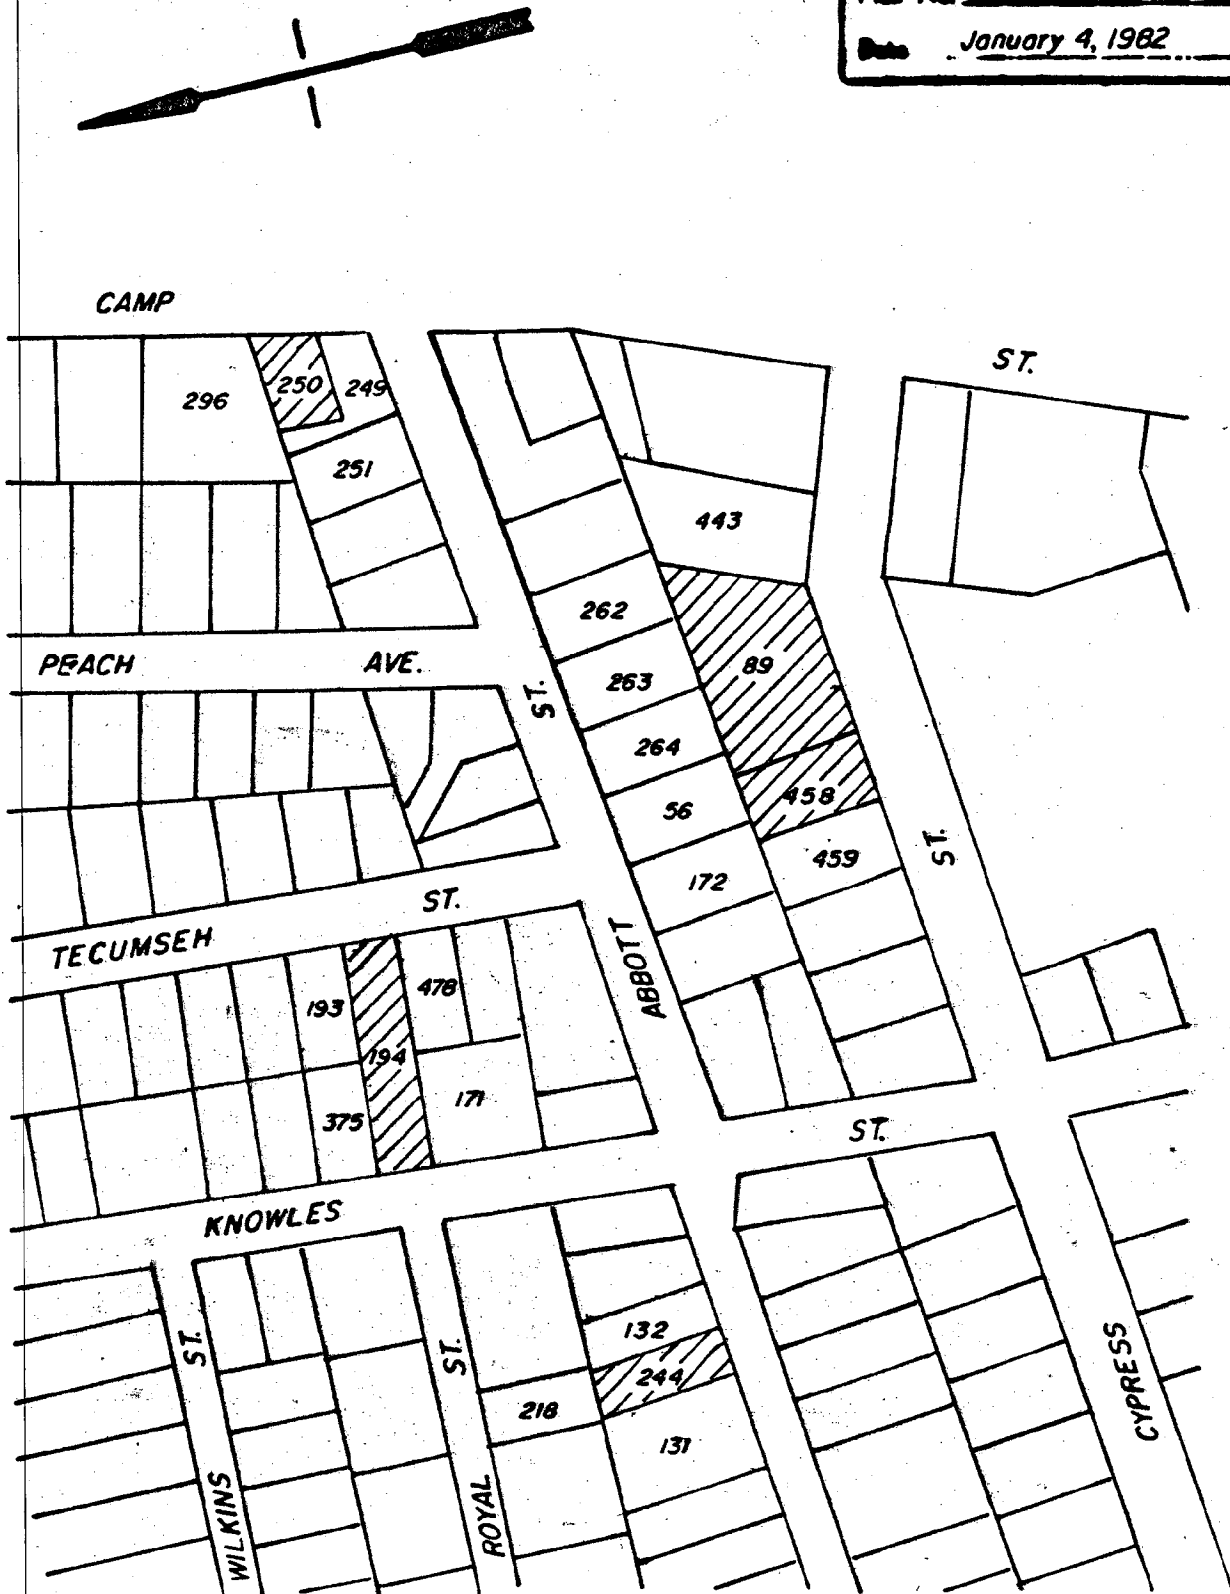 Date January 4, 1982
CAMP ST.
296 250 249
251
443
262
PEACH AVE.
89
263
ST.
264
458
56
459
172
ST.
ST.
TECUMSEH
ABBOTT
193 478
194
375 171
ST.
KNOWLES
132
ST. ST.
244
218
CYPRESS
131
WILKINS
ROYAL